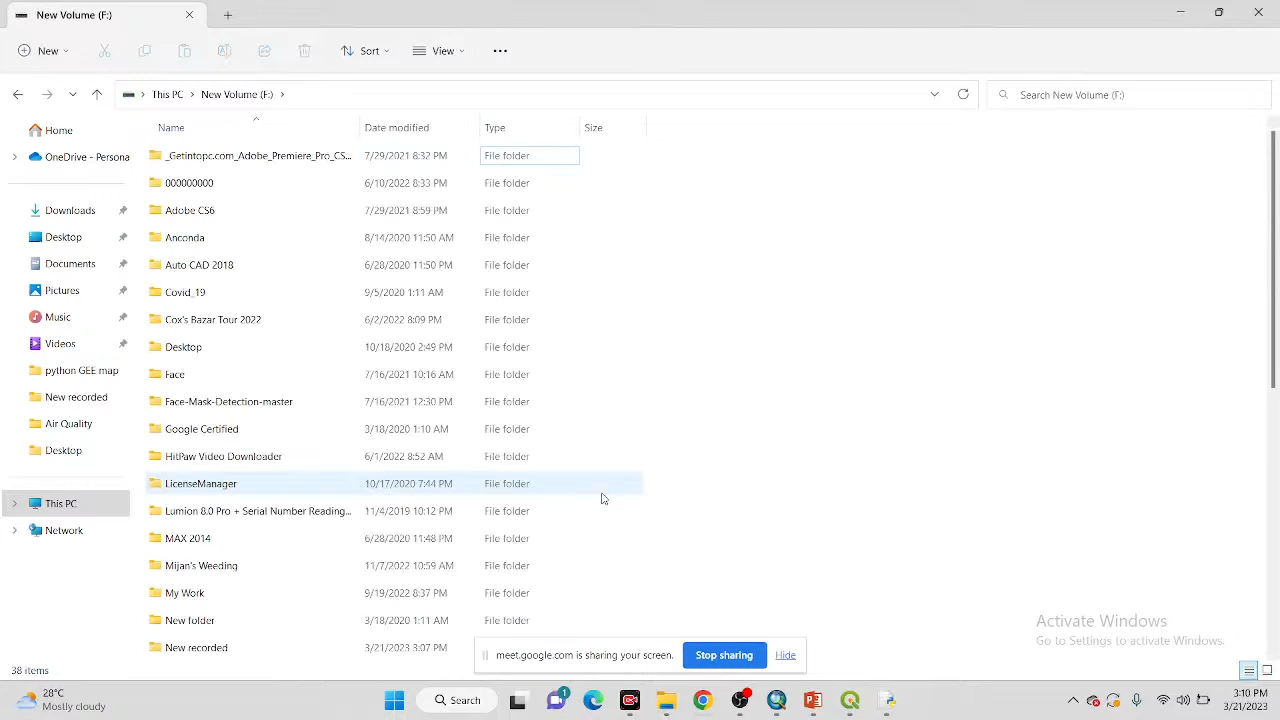 New Volume (F:)
New
Sort
View
This PC
New Volume (F:)
Search New Volume (F:)
Name
Date modified
Type
Size
Home
OneDrive - Persona
Downloads
Desktop
Documents
Pictures
Music
Videos
python GEE map
New recorded
Air Quality
Desktop
This PC
Network
_Getintopc.com_Adobe_Premiere_Pro_CS... 7/29/2021 8:32 PM File folder
000000000 6/10/2022 8:33 PM File folder
Adobe CS6 7/29/2021 8:59 PM File folder
Anconda 8/14/2020 11:50 AM File folder
Auto CAD 2018 6/28/2020 11:50 PM File folder
Covid_19 9/5/2020 1:11 AM File folder
Cox's Bazar Tour 2022 6/2/2022 8:09 PM File folder
Desktop 10/18/2020 2:49 PM File folder
Face 7/16/2021 10:16 AM File folder
Face-Mask-Detection-master 7/16/2021 12:30 PM File folder
Google Certified 3/18/2020 1:10 AM File folder
HitPaw Video Downloader 6/1/2022 8:52 AM File folder
LicenseManager 10/17/2020 7:44 PM File folder
Lumion 8.0 Pro + Serial Number Reading... 11/4/2019 10:12 PM File folder
MAX 2014 6/28/2020 11:48 PM File folder
Mijan's Weeding 11/7/2022 10:59 AM File folder
My Work 9/19/2022 8:37 PM File folder
New folder 3/18/2020 1:11 AM File folder
New recorded 3/21/2023 3:07 PM File folder
Activate Windows
Go to Settings to activate Windows.
meet.google.com is sharing your screen.
Stop sharing
Hide
38 items
28°C
Mostly cloudy
Search
1
3:10 PM
3/21/2023